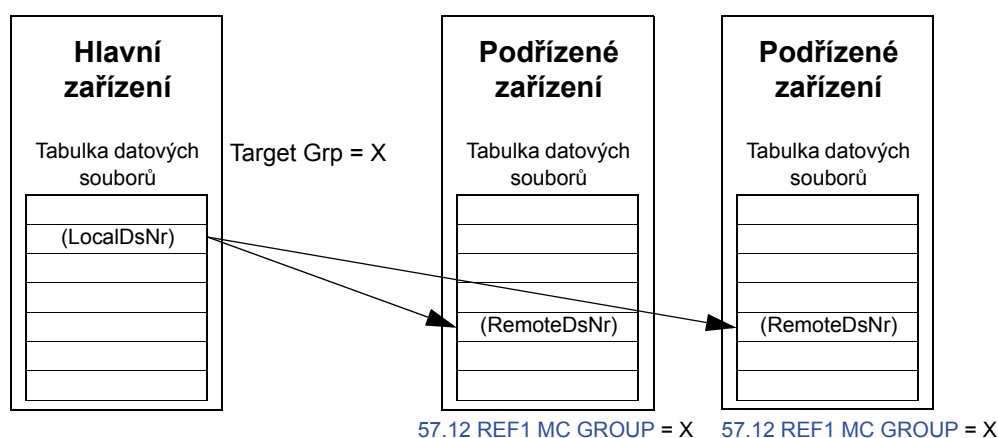 Hlavní
zařízení
Tabulka datových
souborů
(LocalDsNr)
Target Grp = X
Podřízené
zařízení
Tabulka datových
souborů
(RemoteDsNr)
57.12 REF1 MC GROUP = X
Podřízené
zařízení
Tabulka datových
souborů
(RemoteDsNr)
57.12 REF1 MC GROUP = X